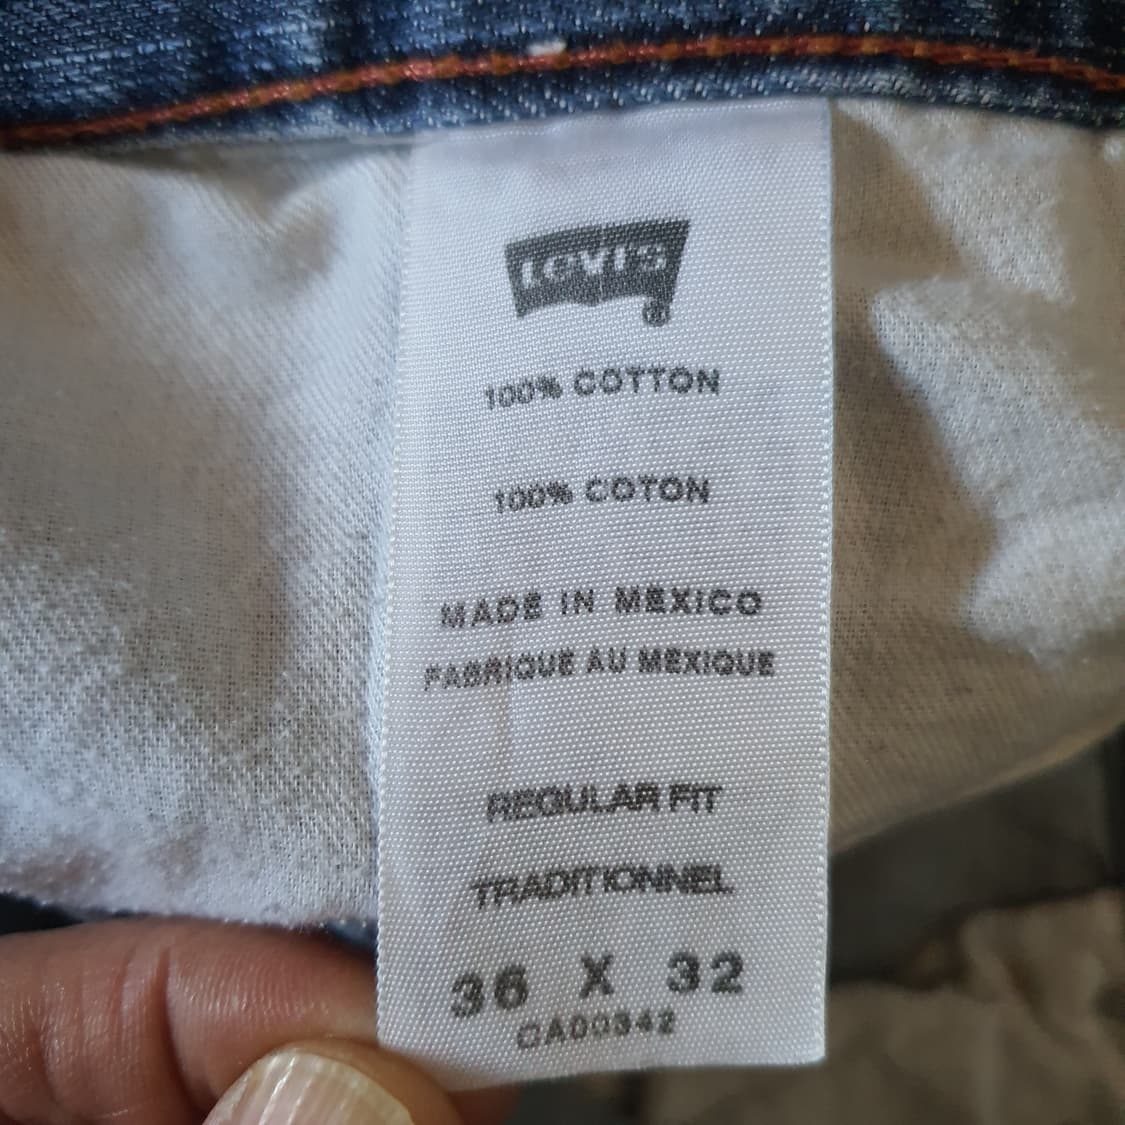 Levi's
®
100% COTTON
100% COTON
MADE IN MEXICO
FABRIQUE AU MEXIQUE
REGULAR FIT
TRADITIONNEL
36 X 32
CA00342